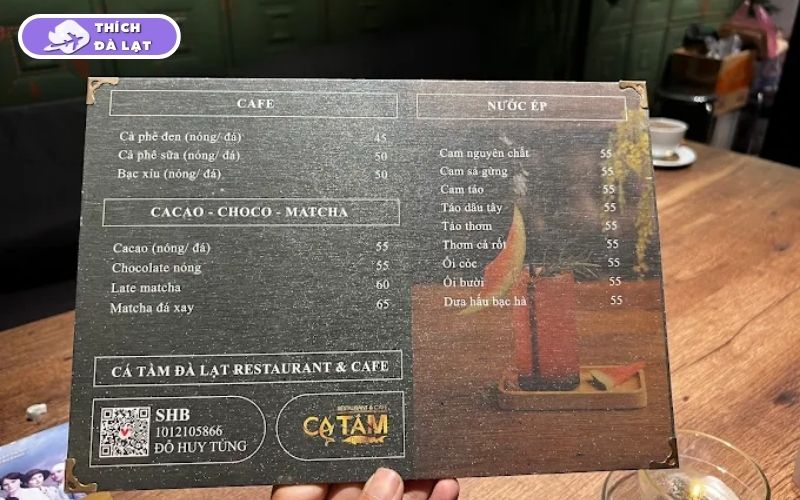 THÍCH
ĐÀ LẠT
CAFE
Cà phê đen (nóng/ đá) 45
Cà phê sữa (nóng/ đá) 50
Bạc xỉu (nóng/ đá) 50
CACAO - CHOCO - MATCHA
Cacao (nóng/ đá) 55
Chocolate nóng 55
Late matcha 60
Matcha đá xay 65
CÁ TẦM ĐÀ LẠT RESTAURANT & CAFE
SHB
1012105866
ĐỖ HUY TÙNG
RESTAURANT & CAFE
CÁ TẦM
NƯỚC ÉP
Cam nguyên chất 55
Cam sả gừng 55
Cam táo 55
Táo dâu tây 55
Táo thơm 55
Thơm cà rốt 55
Ổi cóc 55
Ổi bưởi 55
Dưa hấu bạc hà 55